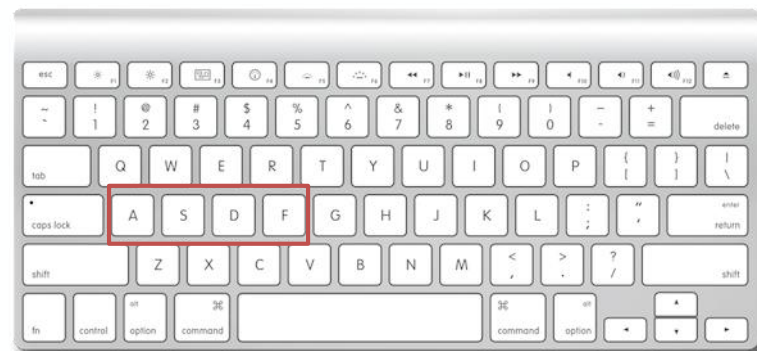 esc F1 F2 F3 F4 F5 F6 F7 F8 F9 F10 F11 F12
~ ! @ # $ % ^ & * ( ) _ +
` 1 2 3 4 5 6 7 8 9 0 - = delete
tab Q W E R T Y U I O P { [ } ] | \
caps lock A S D F G H J K L : ; " ' enter return
shift Z X C V B N M < , > . ? / shift
fn control alt option ⌘ command ⌘ command alt option